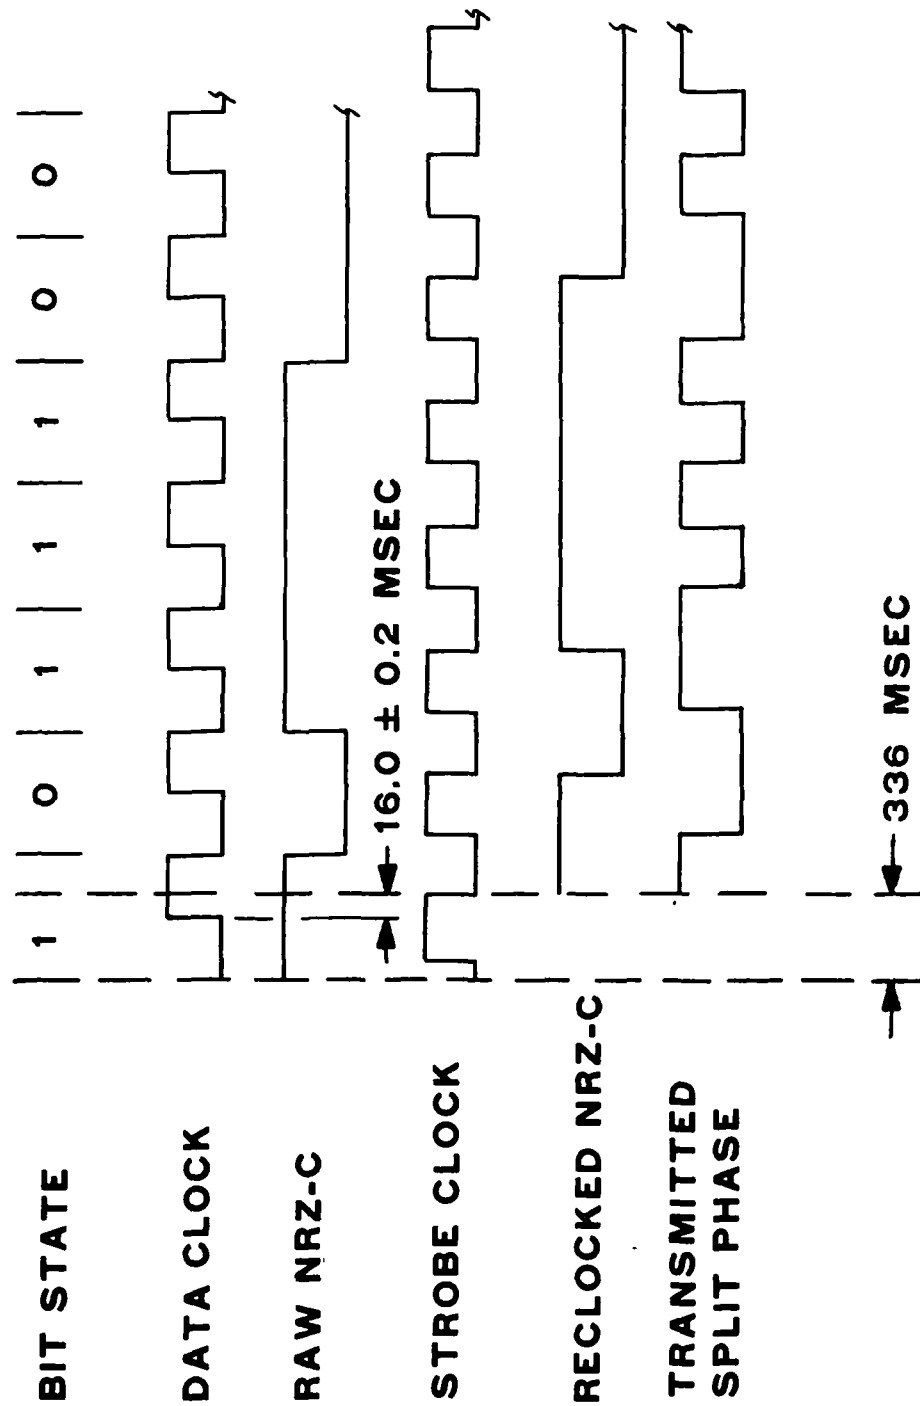 BIT STATE
1 | 0 | 1 | 1 | 1 | 0 | 0 |
DATA CLOCK
RAW NRZ-C
16.0 ± 0.2 MSEC
STROBE CLOCK
RECLOCKED NRZ-C
TRANSMITTED
SPLIT PHASE
336 MSEC